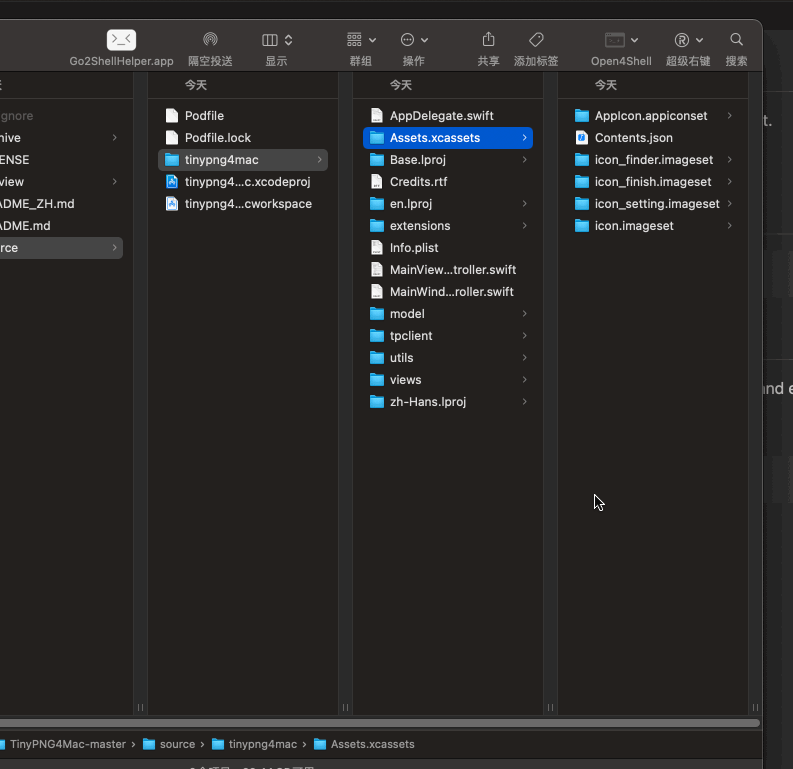 Go2ShellHelper.app
隔空投送
显示
群组
操作
共享
添加标签
Open4Shell
超级右键
搜索
今天
今天
今天
ignore
hive
ENSE
view
ADME_ZH.md
ADME.md
rce
Podfile
Podfile.lock
tinypng4mac
tinypng4...c.xcodeproj
tinypng4...cworkspace
AppDelegate.swift
Assets.xcassets
Base.lproj
Credits.rtf
en.lproj
extensions
Info.plist
MainView...troller.swift
MainWind...roller.swift
model
tpclient
utils
views
zh-Hans.lproj
AppIcon.appiconset
Contents.json
icon_finder.imageset
icon_finish.imageset
icon_setting.imageset
icon.imageset
t.
and e
TinyPNG4Mac-master › source › tinypng4mac › Assets.xcassets